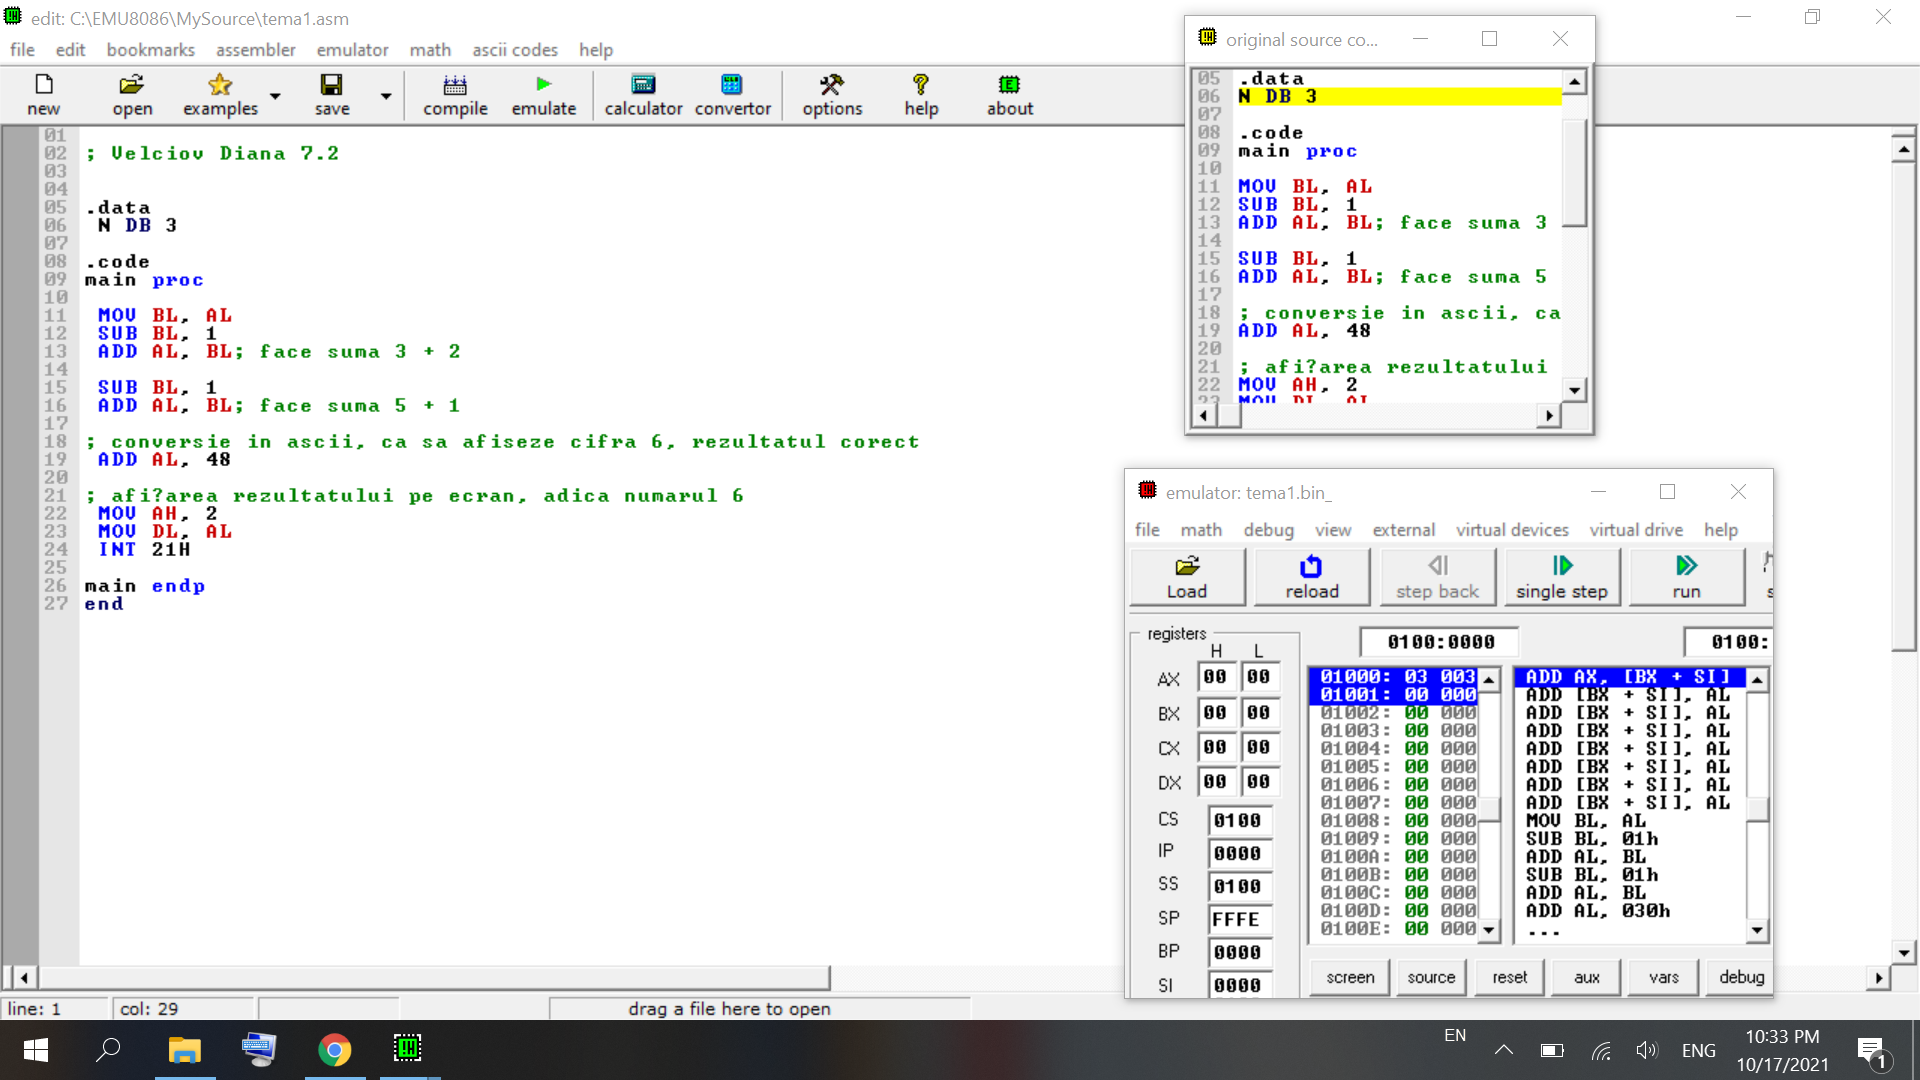 edit: C:\EMU8086\MySource\tema1.asm
file edit bookmarks assembler emulator math ascii codes help
new open examples save compile emulate calculator convertor options help about
01
02 ; Velciov Diana 7.2
03
04
05 .data
06 N DB 3
07
08 .code
09 main proc
10
11 MOV BL, AL
12 SUB BL, 1
13 ADD AL, BL; face suma 3 + 2
14
15 SUB BL, 1
16 ADD AL, BL; face suma 5 + 1
17
18 ; conversie in ascii, ca sa afiseze cifra 6, rezultatul corect
19 ADD AL, 48
20
21 ; afi?area rezultatului pe ecran, adica numarul 6
22 MOV AH, 2
23 MOV DL, AL
24 INT 21H
25
26 main endp
27 end
line: 1 col: 29 drag a file here to open
original source co...
05 .data
06 N DB 3
07
08 .code
09 main proc
10
11 MOV BL, AL
12 SUB BL, 1
13 ADD AL, BL; face suma 3
14
15 SUB BL, 1
16 ADD AL, BL; face suma 5
17
18 ; conversie in ascii, ca
19 ADD AL, 48
20
21 ; afi?area rezultatului
22 MOV AH, 2
23 MOV DL, AL
emulator: tema1.bin_
file math debug view external virtual devices virtual drive help
Load reload step back single step run
registers
H L
AX 00 00
BX 00 00
CX 00 00
DX 00 00
CS 0100
IP 0000
SS 0100
SP FFFE
BP 0000
SI 0000
0100:0000 0100:
01000: 03 003
01001: 00 000
01002: 00 000
01003: 00 000
01004: 00 000
01005: 00 000
01006: 00 000
01007: 00 000
01008: 00 000
01009: 00 000
0100A: 00 000
0100B: 00 000
0100C: 00 000
0100D: 00 000
0100E: 00 000
ADD AX, [BX + SI]
ADD [BX + SI], AL
ADD [BX + SI], AL
ADD [BX + SI], AL
ADD [BX + SI], AL
ADD [BX + SI], AL
ADD [BX + SI], AL
ADD [BX + SI], AL
MOV BL, AL
SUB BL, 01h
ADD AL, BL
SUB BL, 01h
ADD AL, BL
ADD AL, 030h
...
screen source reset aux vars debug
EN
ENG
10:33 PM
10/17/2021
1